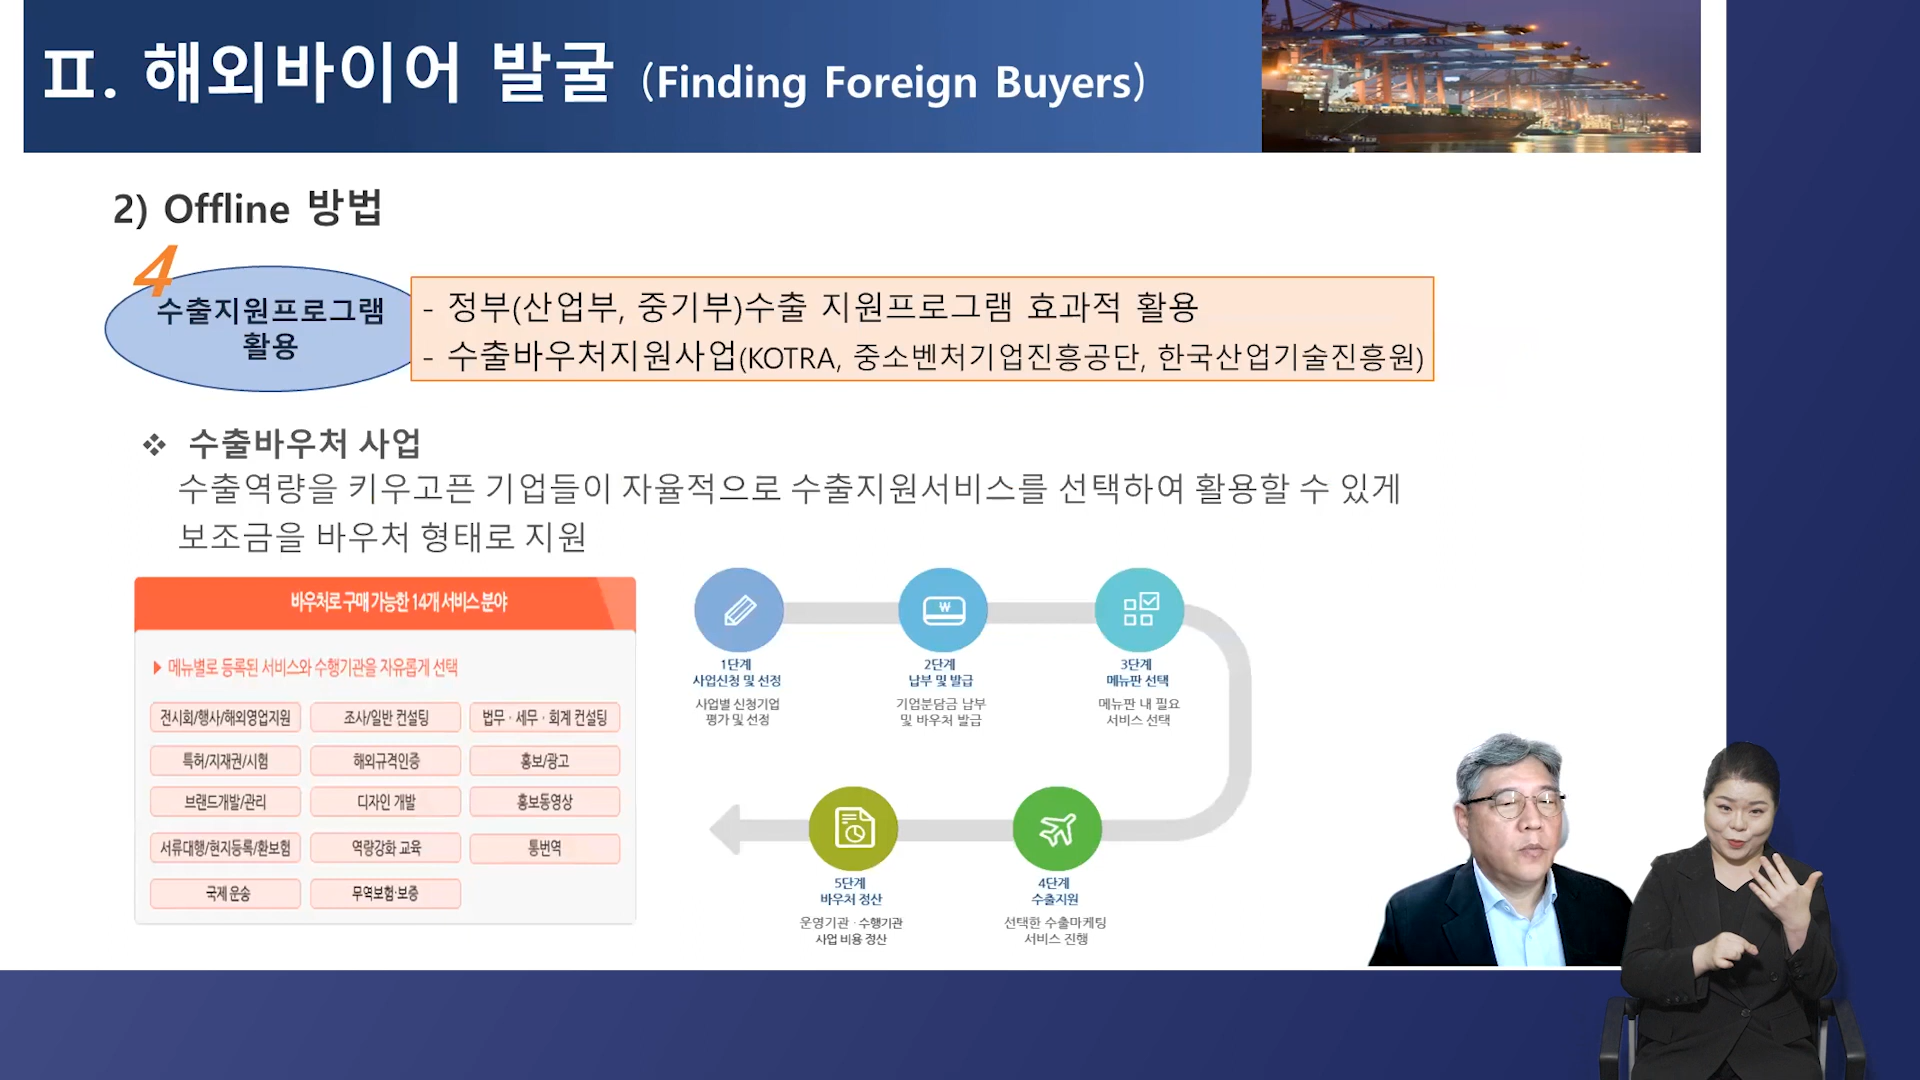 Ⅱ. 해외바이어 발굴 (Finding Foreign Buyers)
2) Offline 방법
4
수출지원프로그램
활용
- 정부(산업부, 중기부)수출 지원프로그램 효과적 활용
- 수출바우처지원사업(KOTRA, 중소벤처기업진흥공단, 한국산업기술진흥원)
❖ 수출바우처 사업
수출역량을 키우고픈 기업들이 자율적으로 수출지원서비스를 선택하여 활용할 수 있게
보조금을 바우처 형태로 지원
바우처로 구매 가능한 14개 서비스 분야
메뉴별로 등록된 서비스와 수행기관을 자유롭게 선택
전시회/행사/해외영업지원
조사/일반 컨설팅
법무·세무·회계 컨설팅
특허/지재권/시험
해외규격인증
홍보/광고
브랜드개발/관리
디자인 개발
홍보동영상
서류대행/현지등록/환보험
역량강화 교육
통번역
국제 운송
무역보험·보증
1단계
사업신청 및 선정
사업별 신청기업
평가 및 선정
2단계
납부 및 발급
기업분담금 납부
및 바우처 발급
3단계
메뉴판 선택
메뉴판 내 필요
서비스 선택
4단계
수출지원
선택한 수출마케팅
서비스 진행
5단계
바우처 정산
운영기관·수행기관
사업 비용 정산